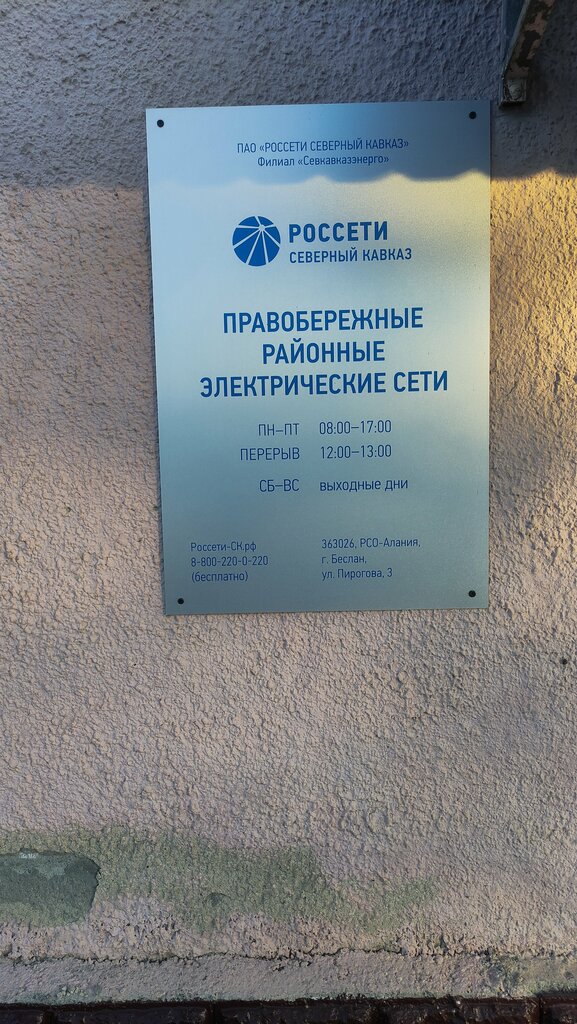 ПАО «РОССЕТИ СЕВЕРНЫЙ КАВКАЗ»
Филиал «Севкавказэнерго»
РОССЕТИ
СЕВЕРНЫЙ КАВКАЗ
ПРАВОБЕРЕЖНЫЕ
РАЙОННЫЕ
ЭЛЕКТРИЧЕСКИЕ СЕТИ
ПН–ПТ 08:00–17:00
ПЕРЕРЫВ 12:00–13:00
СБ–ВС выходные дни
Россети-СК.рф
8-800-220-0-220
(бесплатно)
363026, РСО-Алания,
г. Беслан,
ул. Пирогова, 3